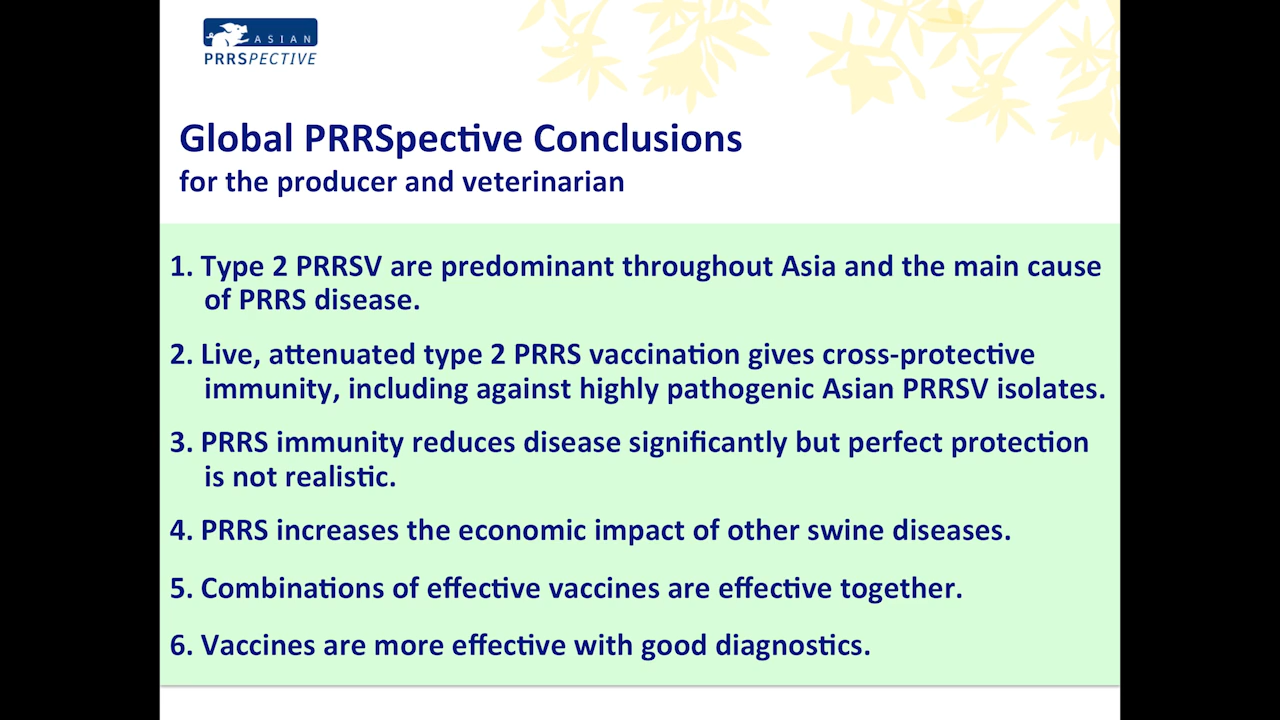 ASIAN
PRRSPECTIVE
Global PRRSpective Conclusions
for the producer and veterinarian
1. Type 2 PRRSV are predominant throughout Asia and the main cause
of PRRS disease.
2. Live, attenuated type 2 PRRS vaccination gives cross-protective
immunity, including against highly pathogenic Asian PRRSV isolates.
3. PRRS immunity reduces disease significantly but perfect protection
is not realistic.
4. PRRS increases the economic impact of other swine diseases.
5. Combinations of effective vaccines are effective together.
6. Vaccines are more effective with good diagnostics.